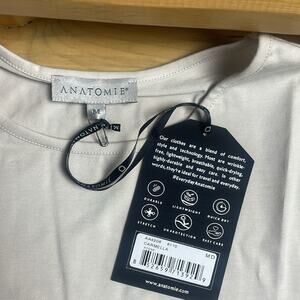 ANATOMIE®
M
Our clothes are a blend of comfort,
style and technology. Most are wrinkle-
free, lightweight, breathable, quick-drying,
highly-durable and easy care. In other
words, they're ideal for travel and everyday.
#EverydayAnatomie
DURABLE
LIGHTWEIGHT
QUICK DRY
STRETCH
UV PROTECTION
EASY CARE
CARMELLA
MD
www.anatomie.com